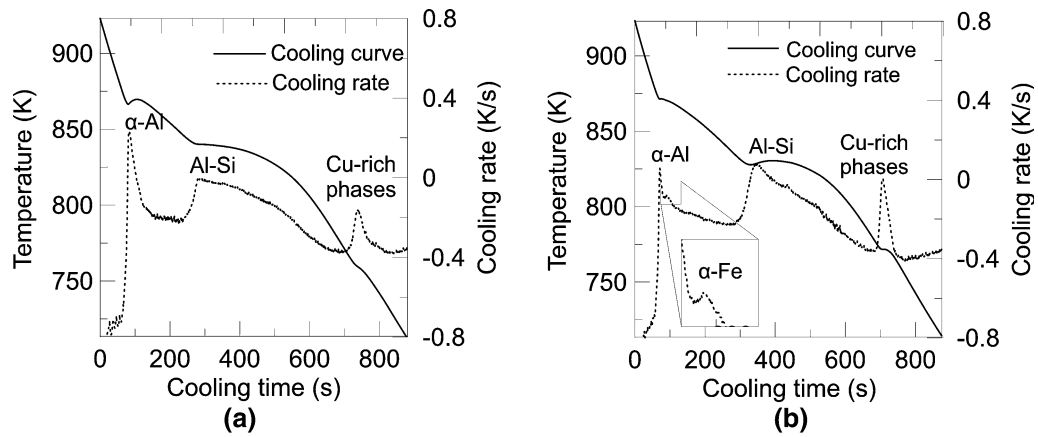 900
850
800
750
Temperature (K)
0.8
0.4
0
-0.4
-0.8
Cooling rate (K/s)
Cooling curve
Cooling rate
α-Al
Al-Si
Cu-rich
phases
0 200 400 600 800
Cooling time (s)
(a)
900
850
800
750
Temperature (K)
0.8
0.4
0
-0.4
-0.8
Cooling rate (K/s)
Cooling curve
Cooling rate
α-Al
Al-Si
Cu-rich
phases
α-Fe
0 200 400 600 800
Cooling time (s)
(b)